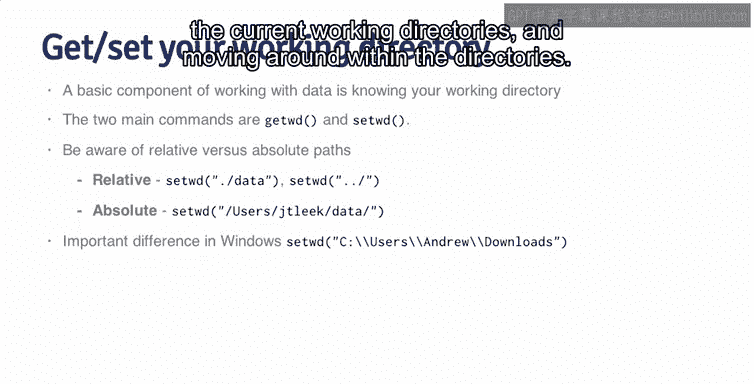 the current working directories, and
moving around within the directories.
Get/set your working directory
· A basic component of working with data is knowing your working directory
· The two main commands are getwd() and setwd().
· Be aware of relative versus absolute paths
- Relative - setwd("./data"), setwd("../")
- Absolute - setwd("/Users/jtleek/data/")
· Important difference in Windows setwd("C:\\Users\\Andrew\\Downloads")